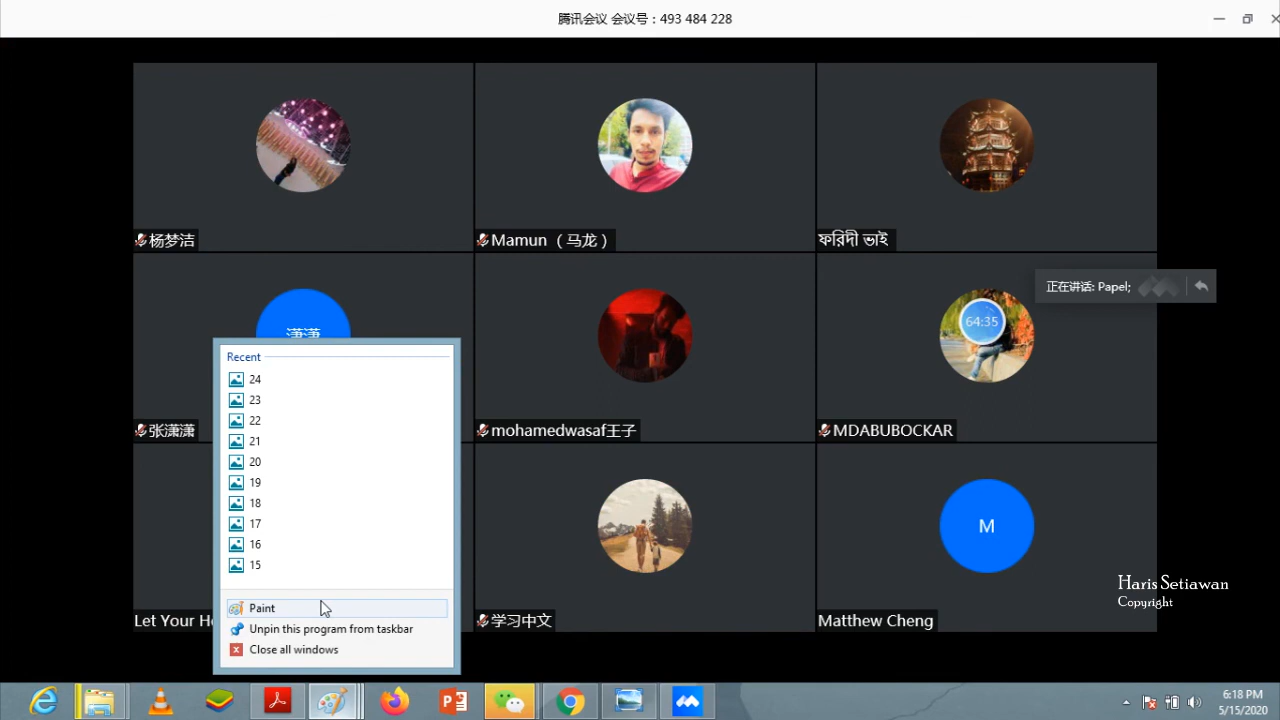 腾讯会议 会议号：493 484 228
杨梦洁
Mamun （马龙）
ফরিদী ভাই
正在讲话: Papel;
潇潇
64:35
张潇潇
mohamedwasaf王子
MDABUBOCKAR
Recent
24
23
22
21
20
19
18
17
16
15
Paint
Unpin this program from taskbar
Close all windows
M
Haris Setiawan
Copyright
Let Your
学习中文
Matthew Cheng
6:18 PM
5/15/2020